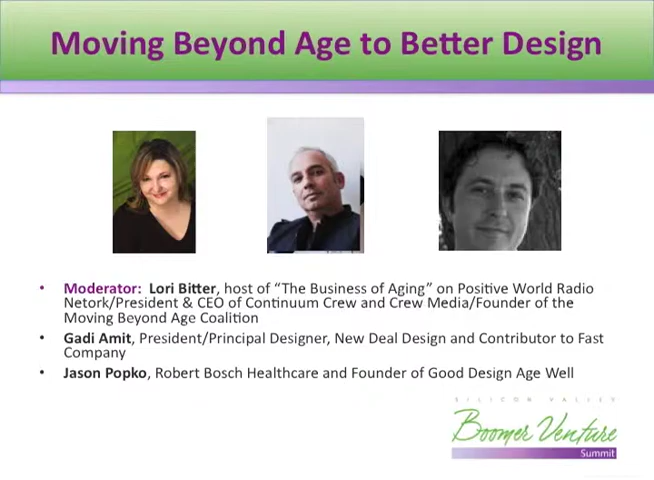 Moving Beyond Age to Better Design
• Moderator: Lori Bitter, host of “The Business of Aging” on Positive World Radio
Netork/President & CEO of Continuum Crew and Crew Media/Founder of the
Moving Beyond Age Coalition
• Gadi Amit, President/Principal Designer, New Deal Design and Contributor to Fast
Company
• Jason Popko, Robert Bosch Healthcare and Founder of Good Design Age Well
SILICON VALLEY
Boomer Venture
Summit